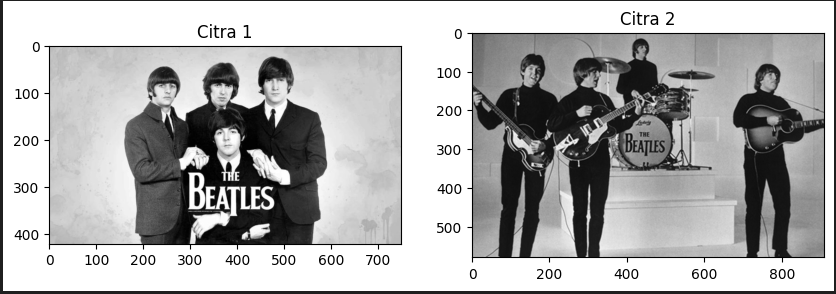 Citra 1
0
100
200
300
400
0 100 200 300 400 500 600 700
THE
BEATLES
Citra 2
0
100
200
300
400
500
0 200 400 600 800
Ludwig
THE
BEATLES